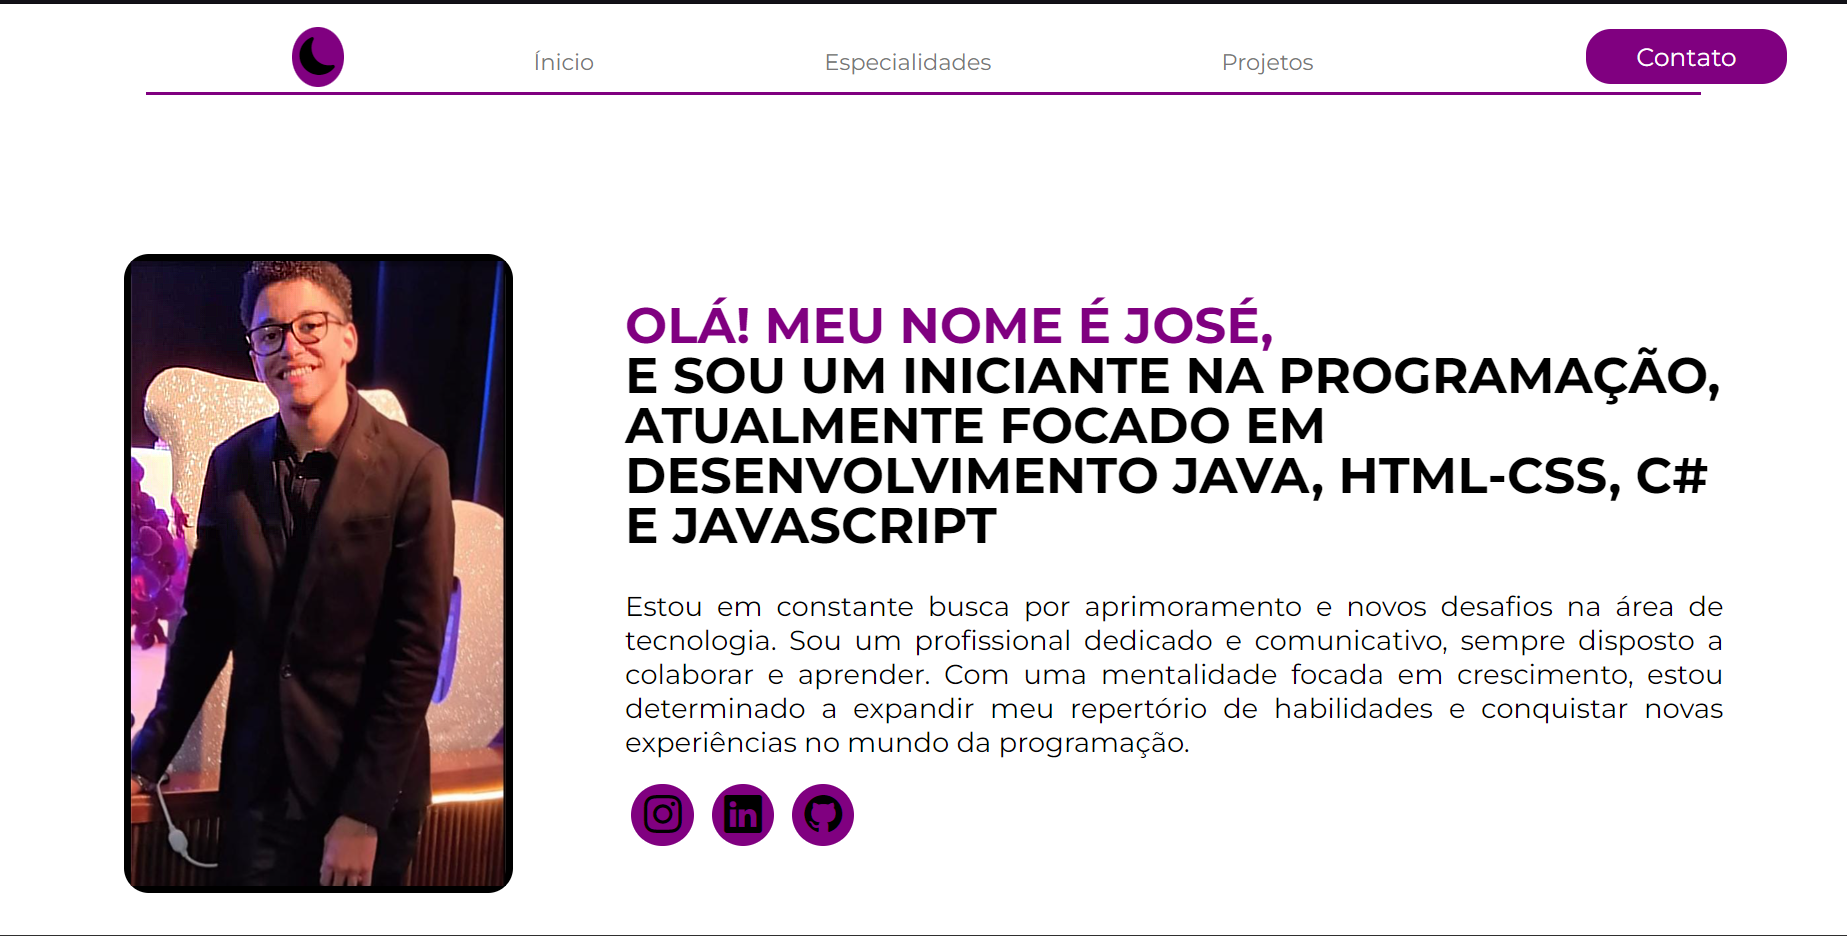 Ínicio
Especialidades
Projetos
Contato
OLÁ! MEU NOME É JOSÉ,
E SOU UM INICIANTE NA PROGRAMAÇÃO,
ATUALMENTE FOCADO EM
DESENVOLVIMENTO JAVA, HTML-CSS, C#
E JAVASCRIPT
Estou em constante busca por aprimoramento e novos desafios na área de
tecnologia. Sou um profissional dedicado e comunicativo, sempre disposto a
colaborar e aprender. Com uma mentalidade focada em crescimento, estou
determinado a expandir meu repertório de habilidades e conquistar novas
experiências no mundo da programação.
in